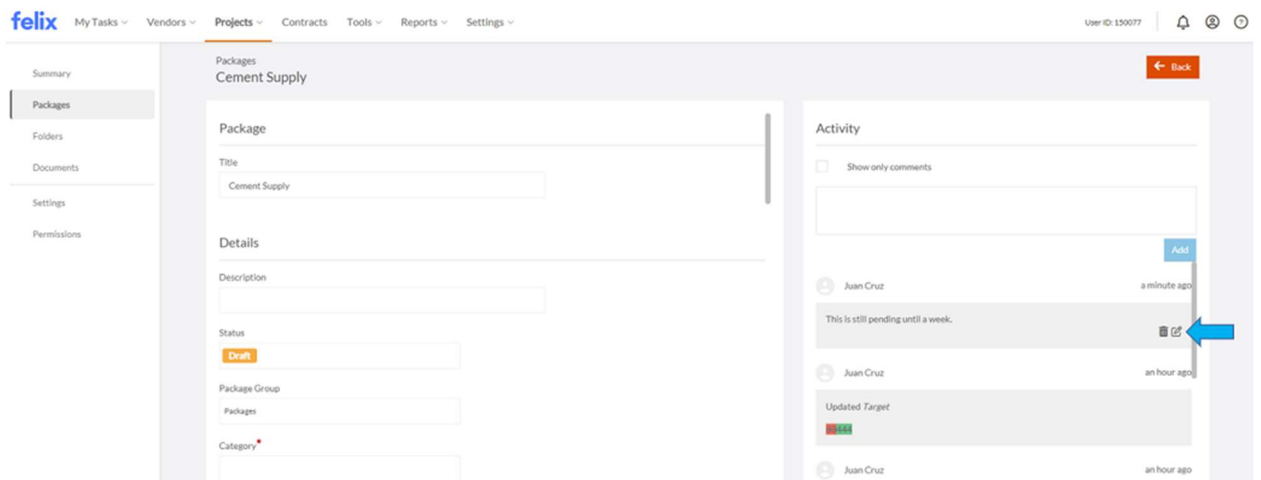 felix My Tasks Vendors Projects Contracts Tools Reports Settings User ID: 150077
Summary
Packages
Folders
Documents
Settings
Permissions
Packages
Cement Supply
Back
Package
Title
Cement Supply
Details
Description
Status
Draft
Package Group
Packages
Category*
Activity
Show only comments
Add
Juan Cruz a minute ago
This is still pending until a week.
Juan Cruz an hour ago
Updated Target
Juan Cruz an hour ago